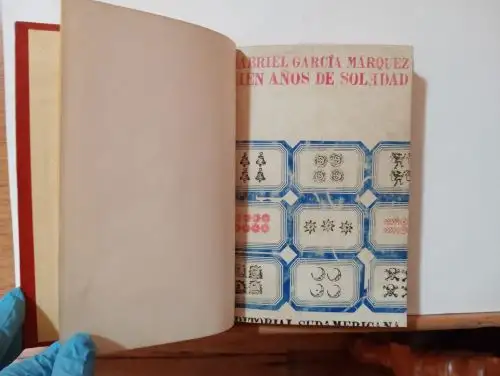 ABRIEL GARCÍA MÁRQUEZ
IEN AÑOS DE SOLEDAD
DITORIAL SUDAMERICANA